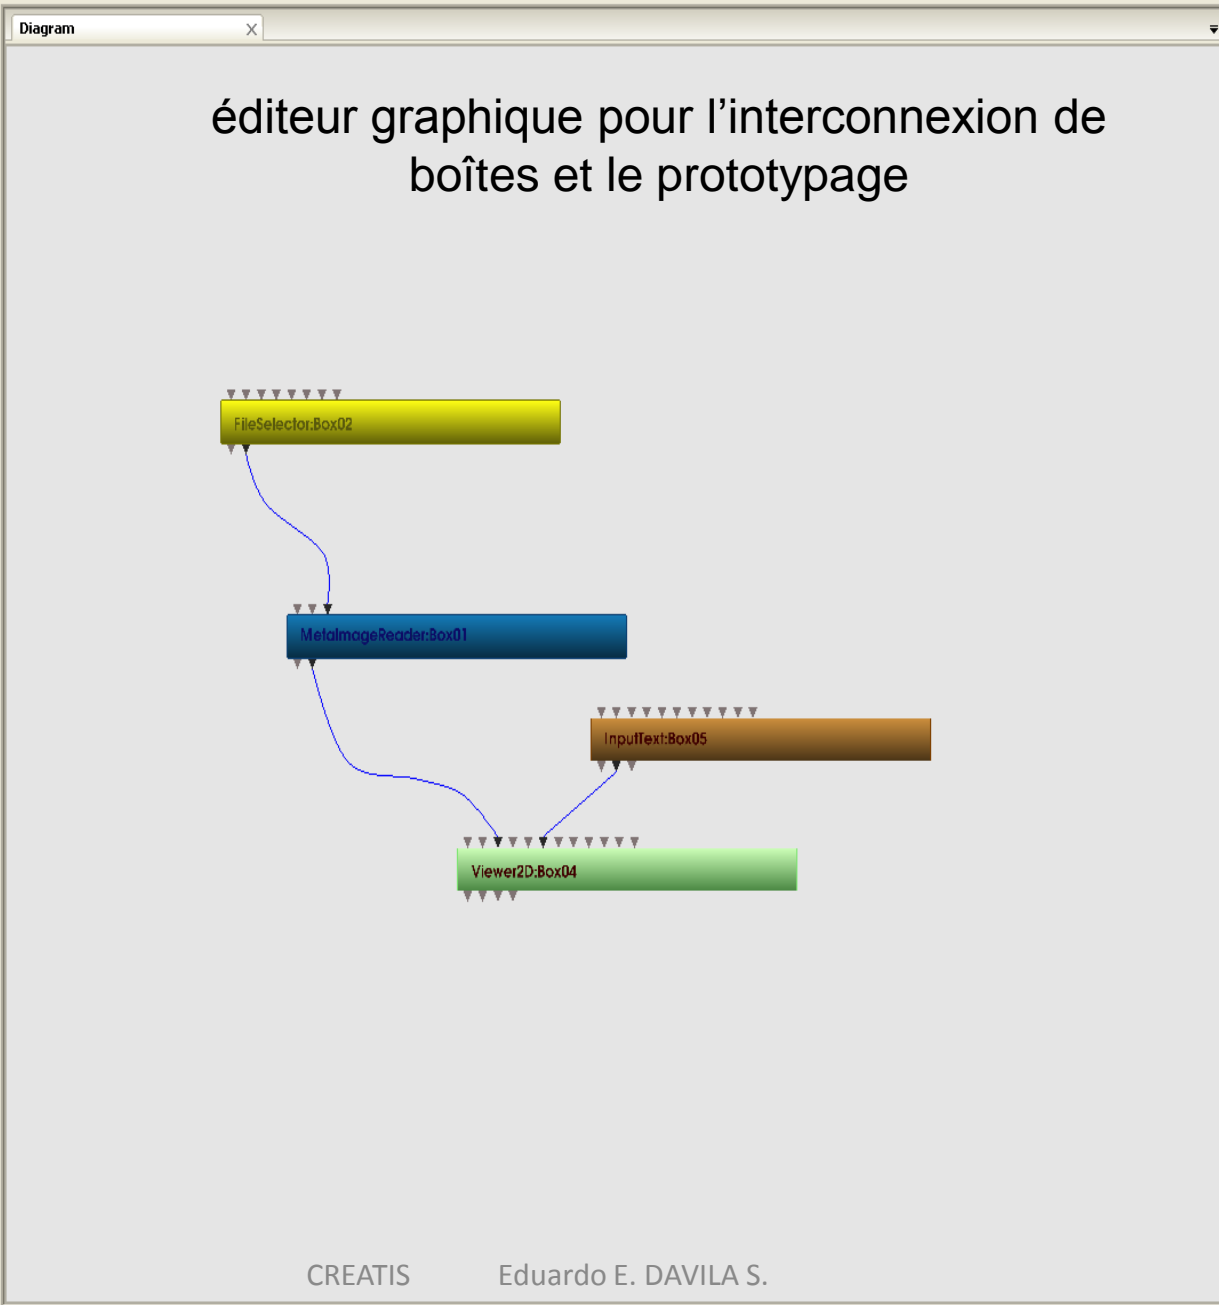 Diagram
éditeur graphique pour l’interconnexion de
boîtes et le prototypage
FileSelector:Box02
MetaImageReader:Box01
InputText:Box05
Viewer2D:Box04
CREATIS Eduardo E. DAVILA S.